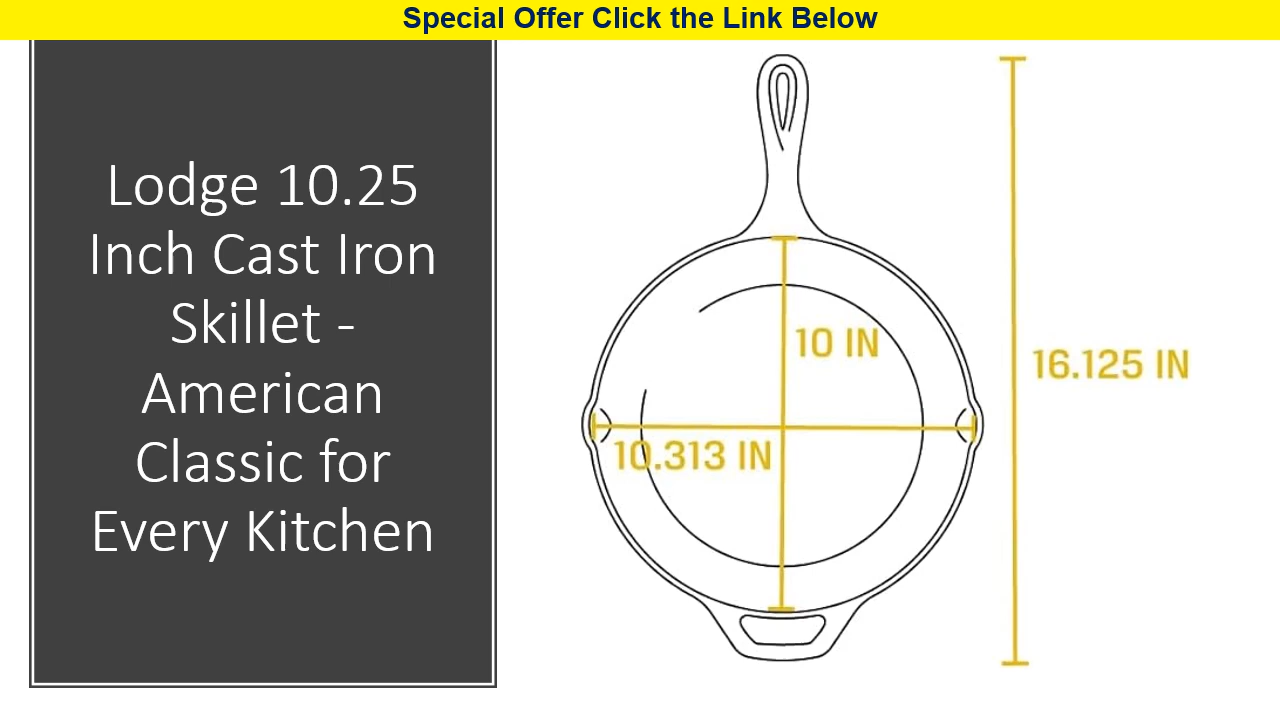 Special Offer Click the Link Below
Lodge 10.25
Inch Cast Iron
Skillet -
American
Classic for
Every Kitchen
10 IN
16.125 IN
10.313 IN